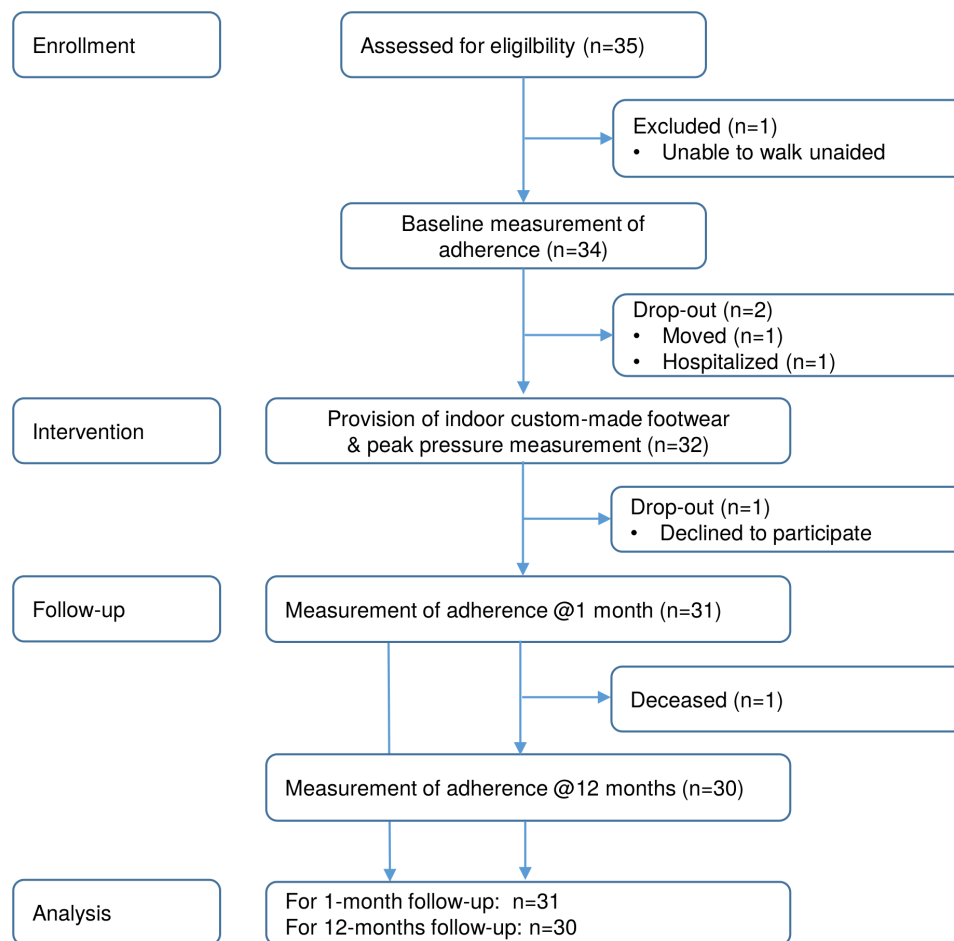 Enrollment
Assessed for eligilbility (n=35)
Excluded (n=1)
• Unable to walk unaided
Baseline measurement of
adherence (n=34)
Drop-out (n=2)
• Moved (n=1)
• Hospitalized (n=1)
Intervention
Provision of indoor custom-made footwear
& peak pressure measurement (n=32)
Drop-out (n=1)
• Declined to participate
Follow-up
Measurement of adherence @1 month (n=31)
Deceased (n=1)
Measurement of adherence @12 months (n=30)
Analysis
For 1-month follow-up: n=31
For 12-months follow-up: n=30